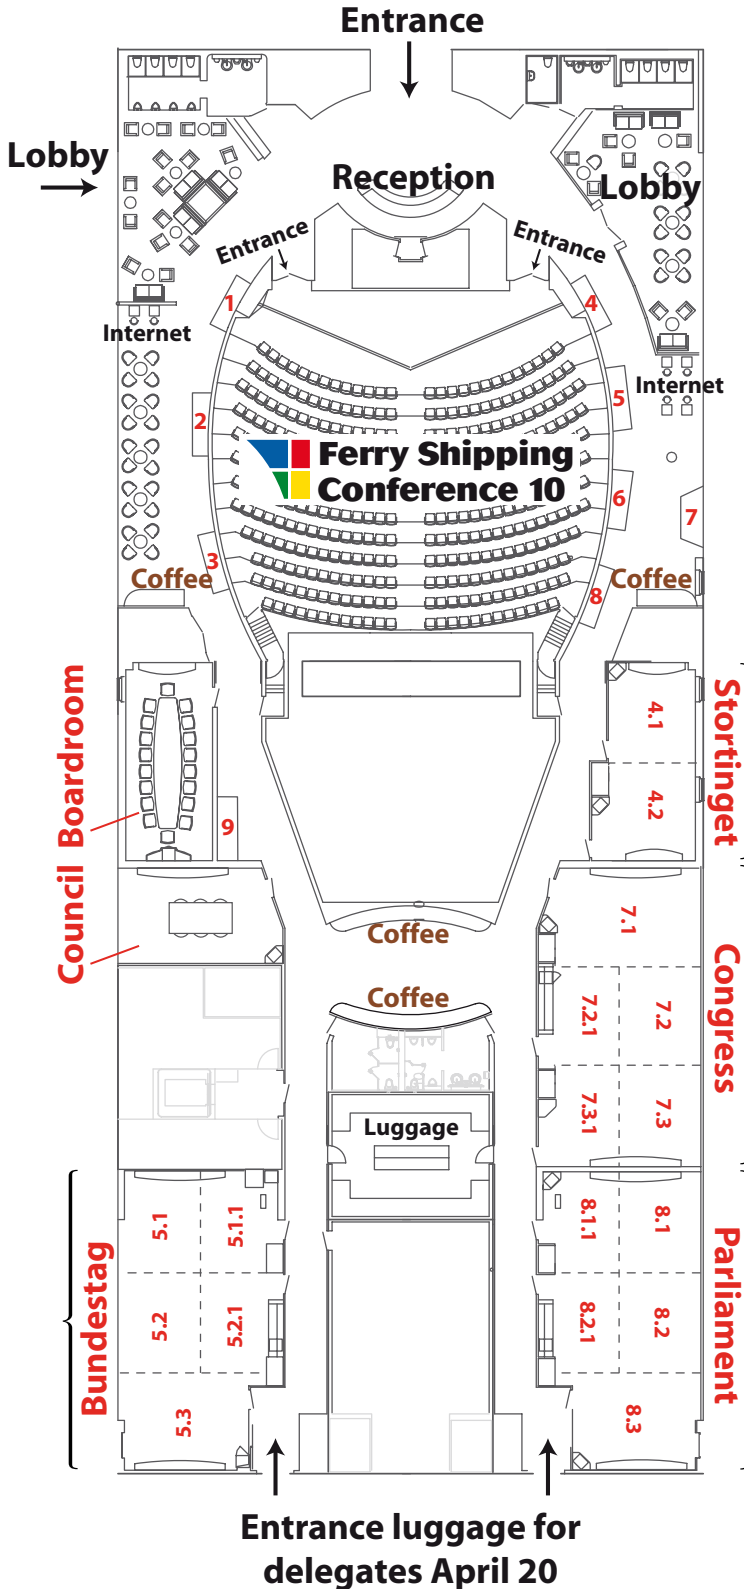 Entrance
Lobby
Reception
Lobby
Entrance
Entrance
1
4
Internet
Internet
2
5
Ferry Shipping
Conference 10
6
7
3
8
Coffee
Coffee
Boardroom
Stortinget
4.1
4.2
9
Council
7.1
Coffee
Congress
Coffee
7.2.1
7.2
7.3.1
7.3
Luggage
Bundestag
5.1
5.1.1
8.1.1
8.1
Parliament
5.2
5.2.1
8.2.1
8.2
5.3
8.3
Entrance luggage for
delegates April 20